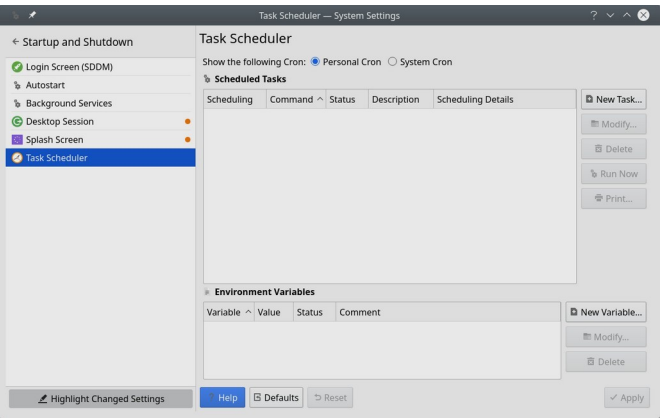 Task Scheduler — System Settings
← Startup and Shutdown
Login Screen (SDDM)
Autostart
Background Services
Desktop Session
Splash Screen
Task Scheduler
Highlight Changed Settings
Task Scheduler
Show the following Cron: Personal Cron System Cron
Scheduled Tasks
Scheduling Command Status Description Scheduling Details
New Task...
Modify...
Delete
Run Now
Print...
Environment Variables
Variable Value Status Comment
New Variable...
Modify...
Delete
Help Defaults Reset Apply